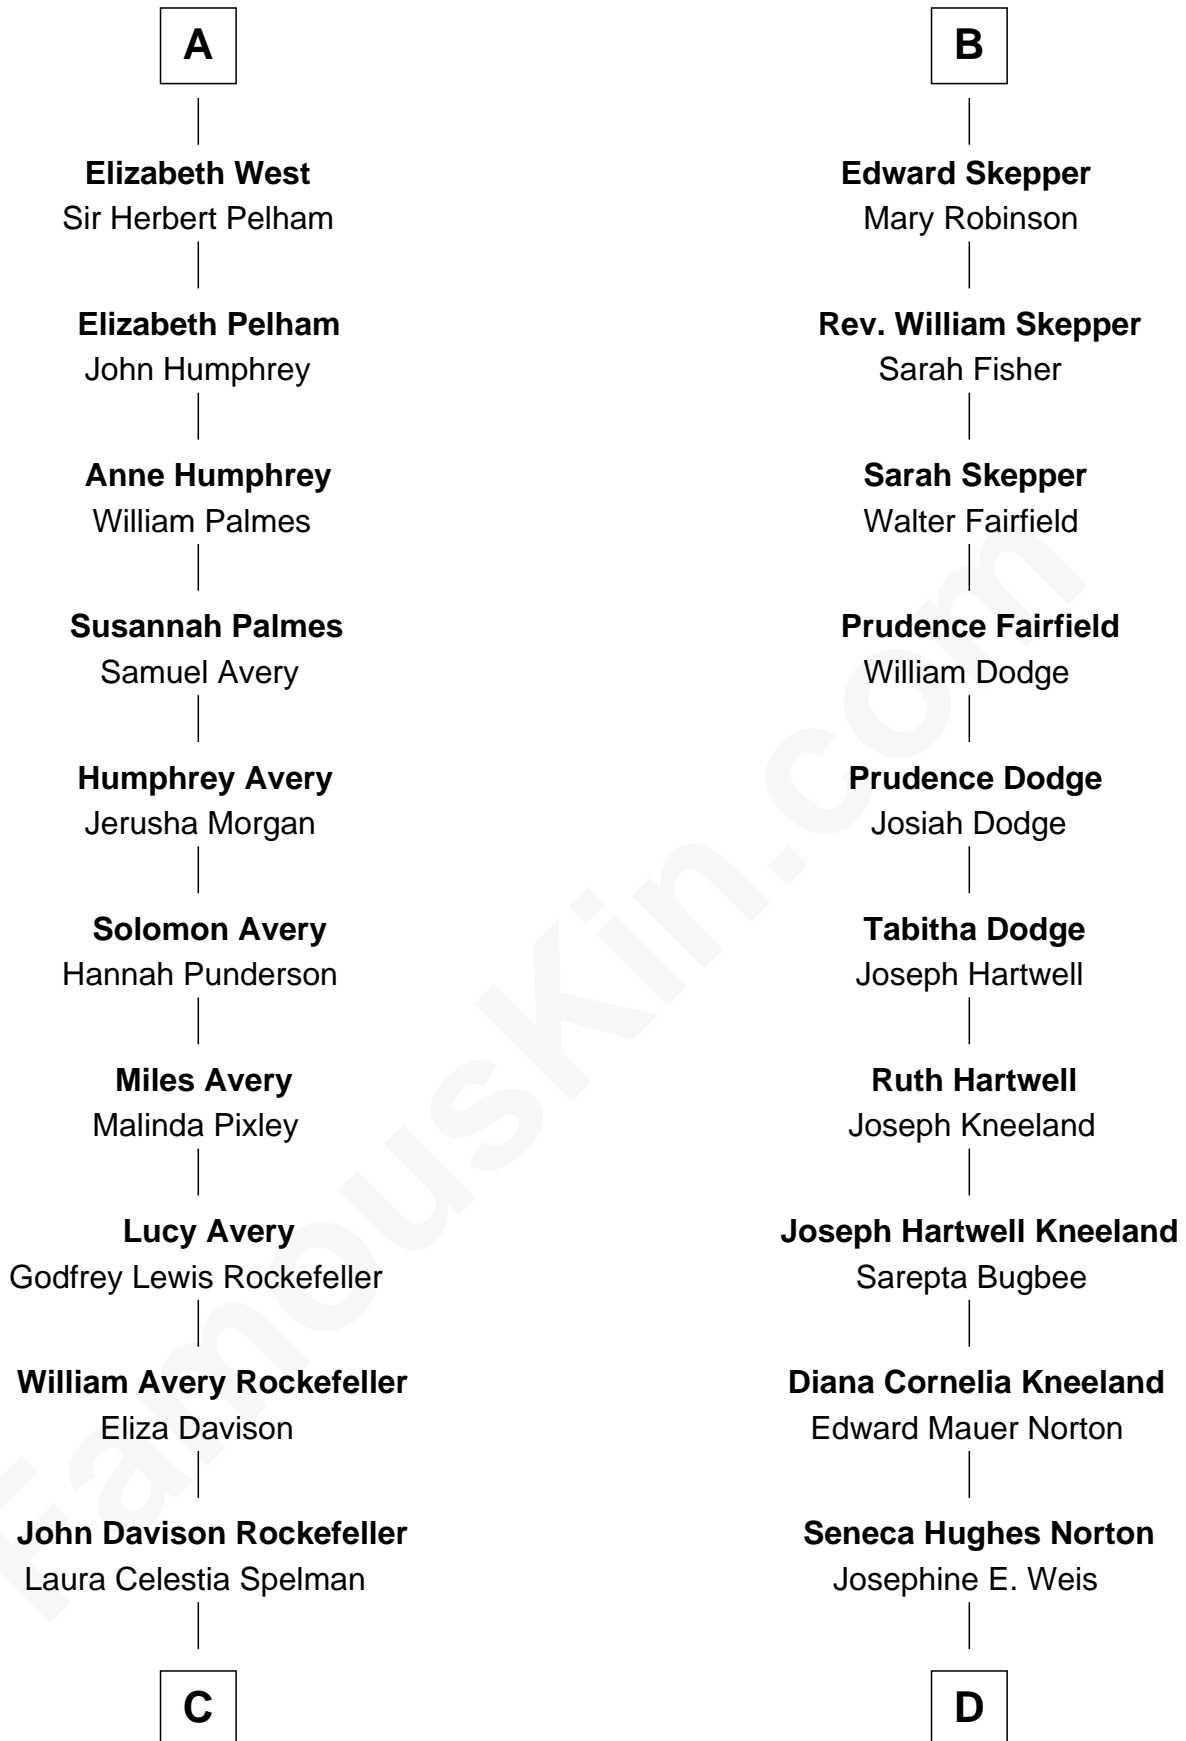 A
Elizabeth West
Sir Herbert Pelham
Elizabeth Pelham
John Humphrey
Anne Humphrey
William Palmes
Susannah Palmes
Samuel Avery
Humphrey Avery
Jerusha Morgan
Solomon Avery
Hannah Punderson
Miles Avery
Malinda Pixley
Lucy Avery
Godfrey Lewis Rockefeller
William Avery Rockefeller
Eliza Davison
John Davison Rockefeller
Laura Celestia Spelman
C
B
Edward Skepper
Mary Robinson
Rev. William Skepper
Sarah Fisher
Sarah Skepper
Walter Fairfield
Prudence Fairfield
William Dodge
Prudence Dodge
Josiah Dodge
Tabitha Dodge
Joseph Hartwell
Ruth Hartwell
Joseph Kneeland
Joseph Hartwell Kneeland
Sarepta Bugbee
Diana Cornelia Kneeland
Edward Mauer Norton
Seneca Hughes Norton
Josephine E. Weis
D
FamousKin.com